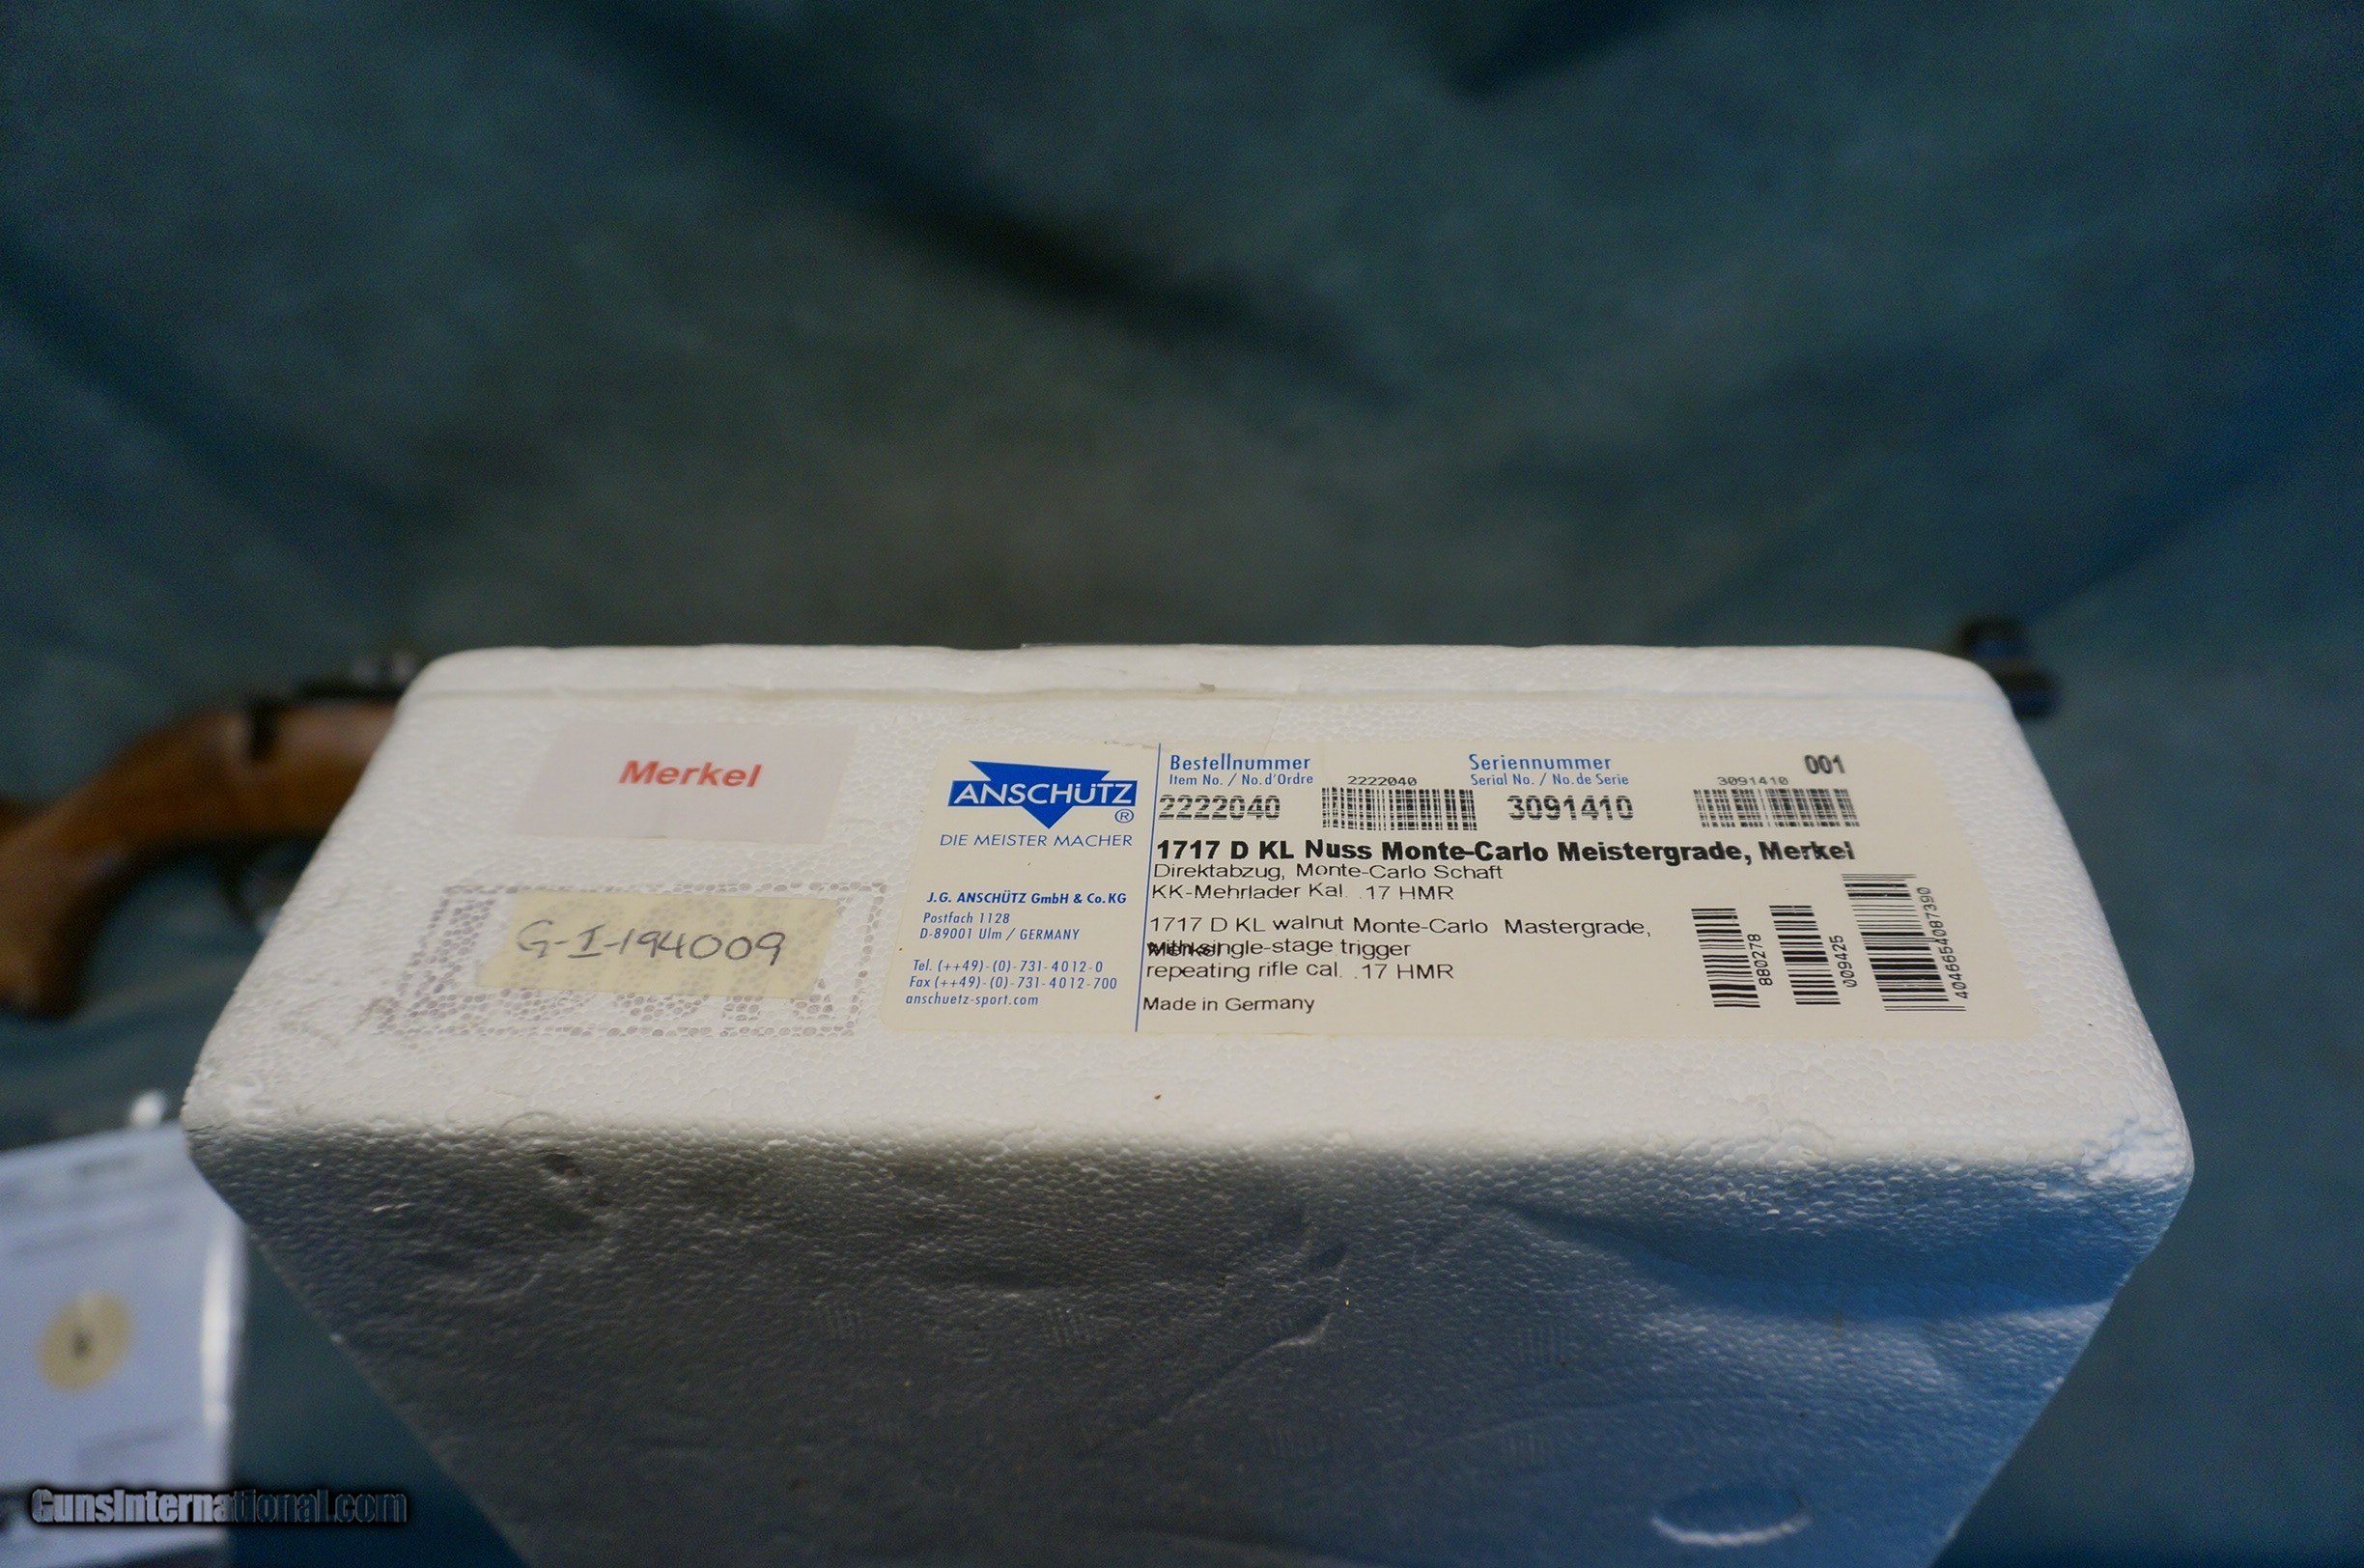 Merkel
G-I-194009
ANSCHÜTZ
®
DIE MEISTER MACHER
J.G. ANSCHÜTZ GmbH & Co.KG
Postfach 1128
D-89001 Ulm / GERMANY
Tel. (++49)-(0)-731-4012-0
Fax (++49)-(0)-731-4012-700
anschuetz-sport.com
Bestellnummer
Item No. / No.d'Ordre
2222040
2222040
Seriennummer
Serial No. / No.de Serie
3091410
3091410
001
1717 D KL Nuss Monte-Carlo Meistergrade, Merkel
Direktabzug, Monte-Carlo Schaft
KK-Mehrlader Kal. .17 HMR
1717 D KL walnut Monte-Carlo Mastergrade,
Merkel
with single-stage trigger
repeating rifle cal. .17 HMR
Made in Germany
880278
009425
4046654087390
GunsInternational.com